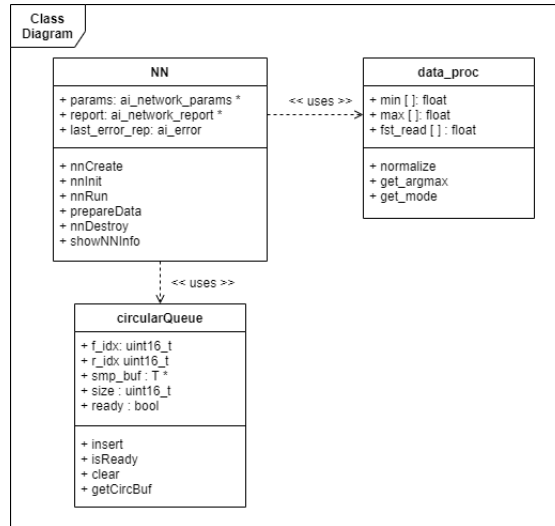 Class
Diagram
NN
+ params: ai_network_params *
+ report: ai_network_report *
+ last_error_rep: ai_error
+ nnCreate
+ nnInit
+ nnRun
+ prepareData
+ nnDestroy
+ showNNInfo
<< uses >>
data_proc
+ min [ ]: float
+ max [ ]: float
+ fst_read [ ] : float
+ normalize
+ get_argmax
+ get_mode
<< uses >>
circularQueue
+ f_idx: uint16_t
+ r_idx uint16_t
+ smp_buf : T *
+ size : uint16_t
+ ready : bool
+ insert
+ isReady
+ clear
+ getCircBuf